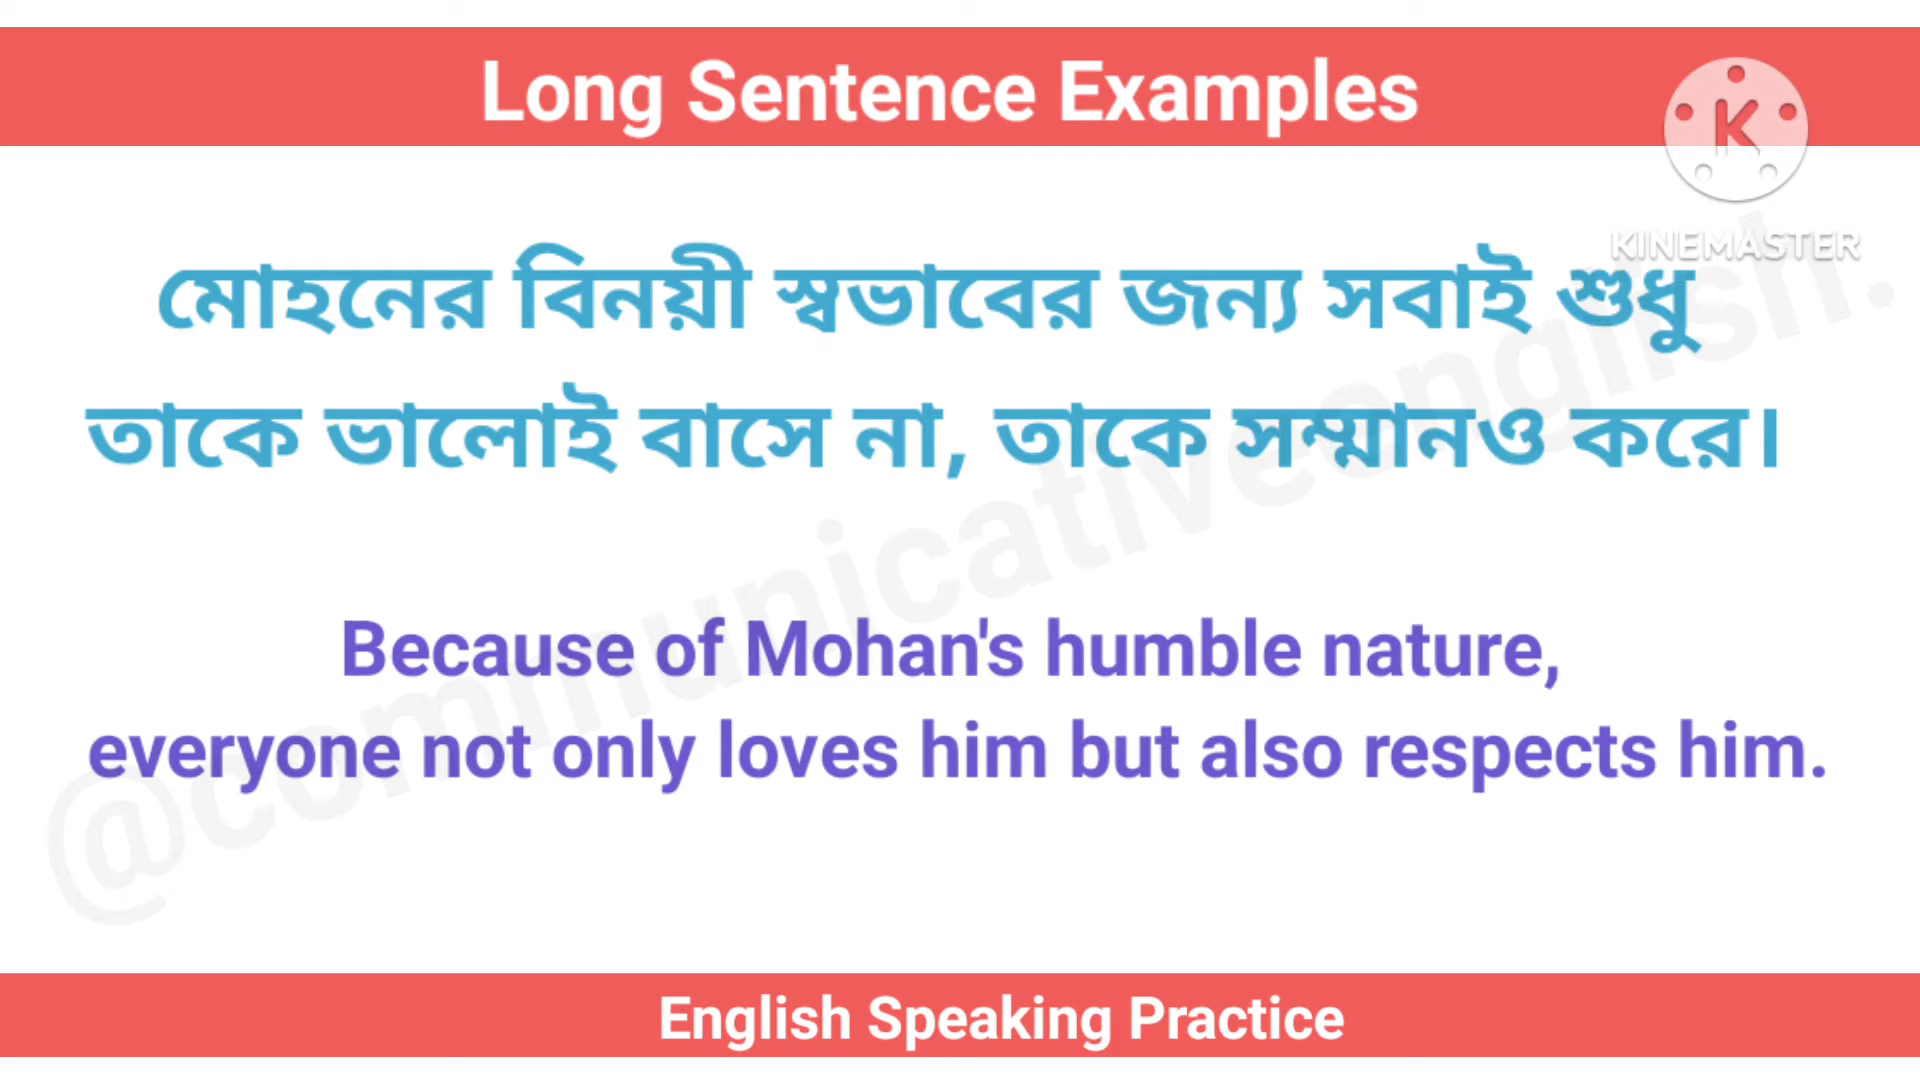 Long Sentence Examples
K
KINEMASTER
মোহনের বিনয়ী স্বভাবের জন্য সবাই শুধু
তাকে ভালোই বাসে না, তাকে সম্মানও করে।
Because of Mohan's humble nature,
everyone not only loves him but also respects him.
@communicativeenglish.
English Speaking Practice